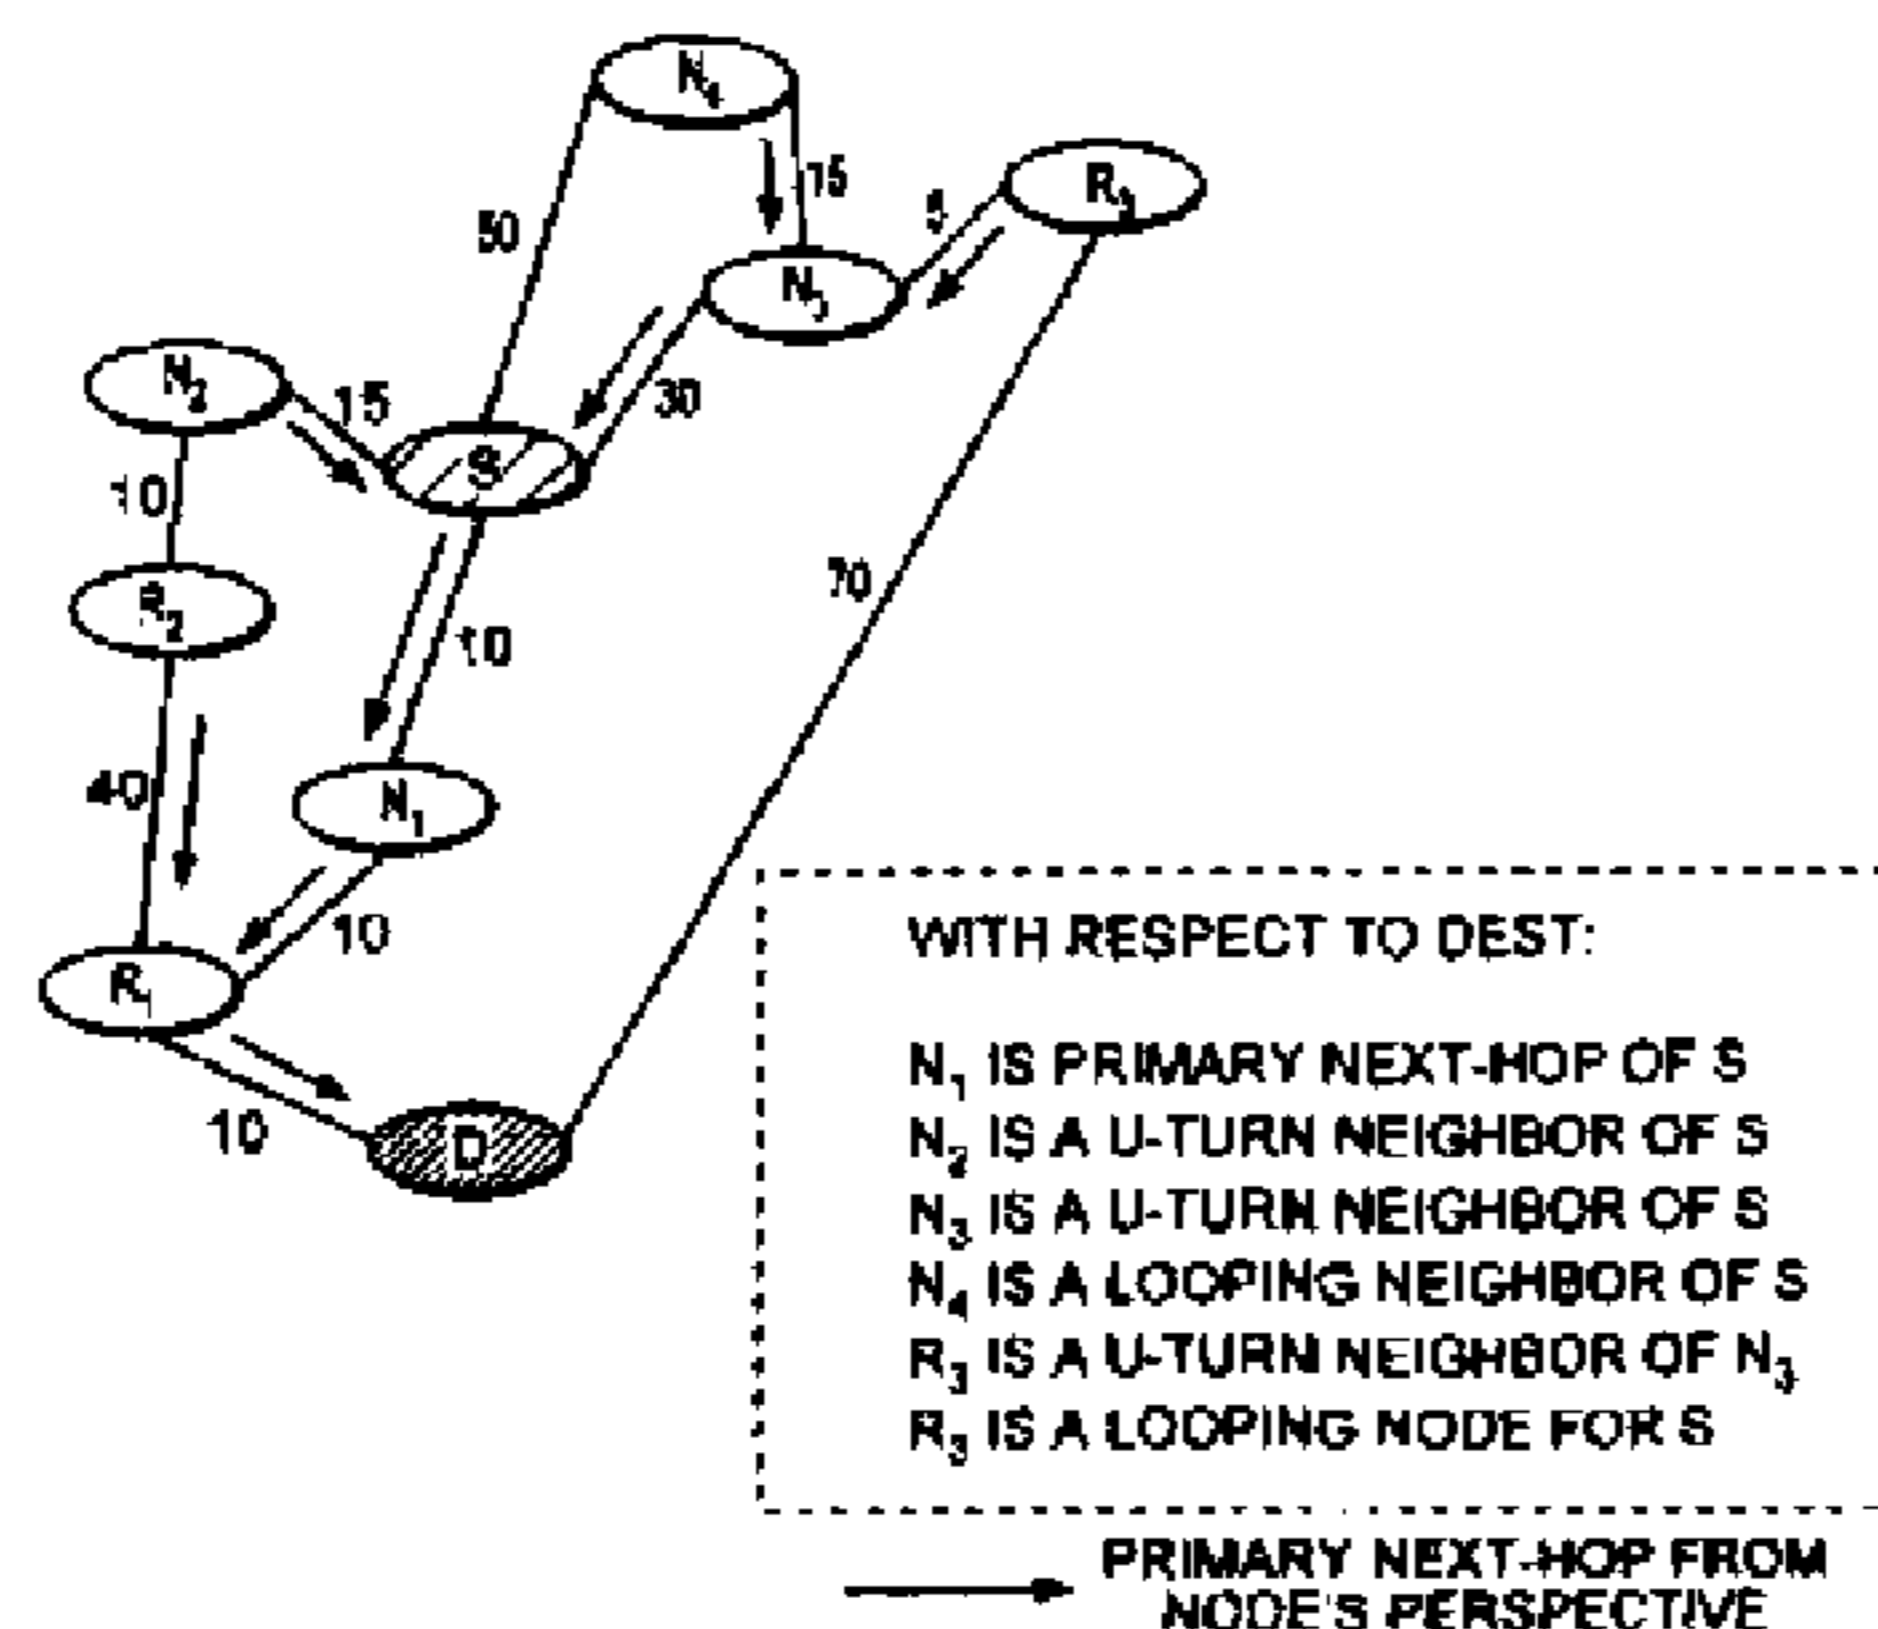 N₄
R₃
15
5
50
N₃
N₂
15
30
S
10
R₂
70
10
40
N₁
10
R₁
10
D
WITH RESPECT TO DEST:
N₁ IS PRIMARY NEXT-HOP OF S
N₂ IS A U-TURN NEIGHBOR OF S
N₃ IS A U-TURN NEIGHBOR OF S
N₄ IS A LOOPING NEIGHBOR OF S
R₃ IS A U-TURN NEIGHBOR OF N₃
R₃ IS A LOOPING NODE FOR S
PRIMARY NEXT-HOP FROM
NODE'S PERSPECTIVE